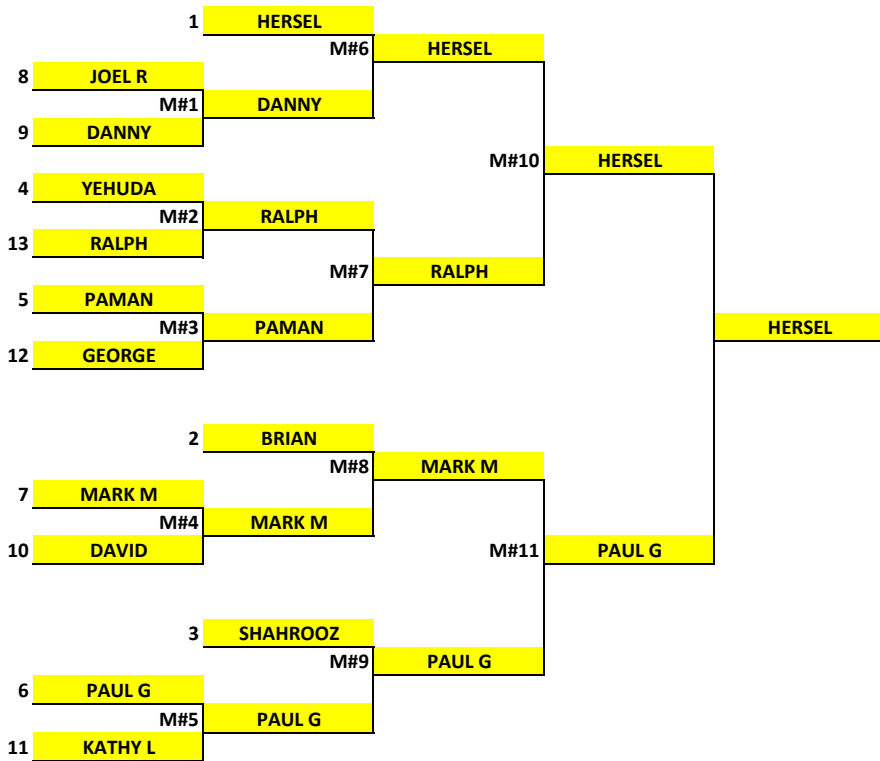 1 HERSEL
M#6 HERSEL
8 JOEL R
M#1 DANNY
9 DANNY
M#10 HERSEL
4 YEHUDA
M#2 RALPH
13 RALPH
M#7 RALPH
5 PAMAN
M#3 PAMAN HERSEL
12 GEORGE
2 BRIAN
M#8 MARK M
7 MARK M
M#4 MARK M
10 DAVID M#11 PAUL G
3 SHAHROOZ
M#9 PAUL G
6 PAUL G
M#5 PAUL G
11 KATHY L